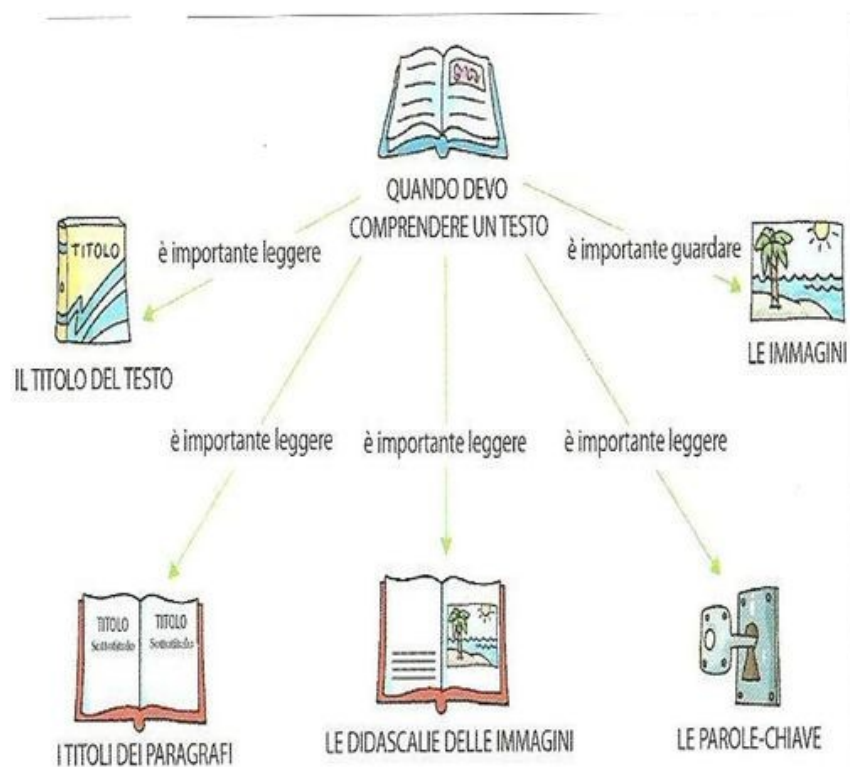 QUANDO DEVO
COMPRENDERE UN TESTO
TITOLO
è importante leggere
è importante guardare
IL TITOLO DEL TESTO
LE IMMAGINI
è importante leggere
è importante leggere
è importante leggere
TITOLO
Sottotitolo
TITOLO
Sottotitolo
I TITOLI DEI PARAGRAFI
LE DIDASCALIE DELLE IMMAGINI
LE PAROLE-CHIAVE